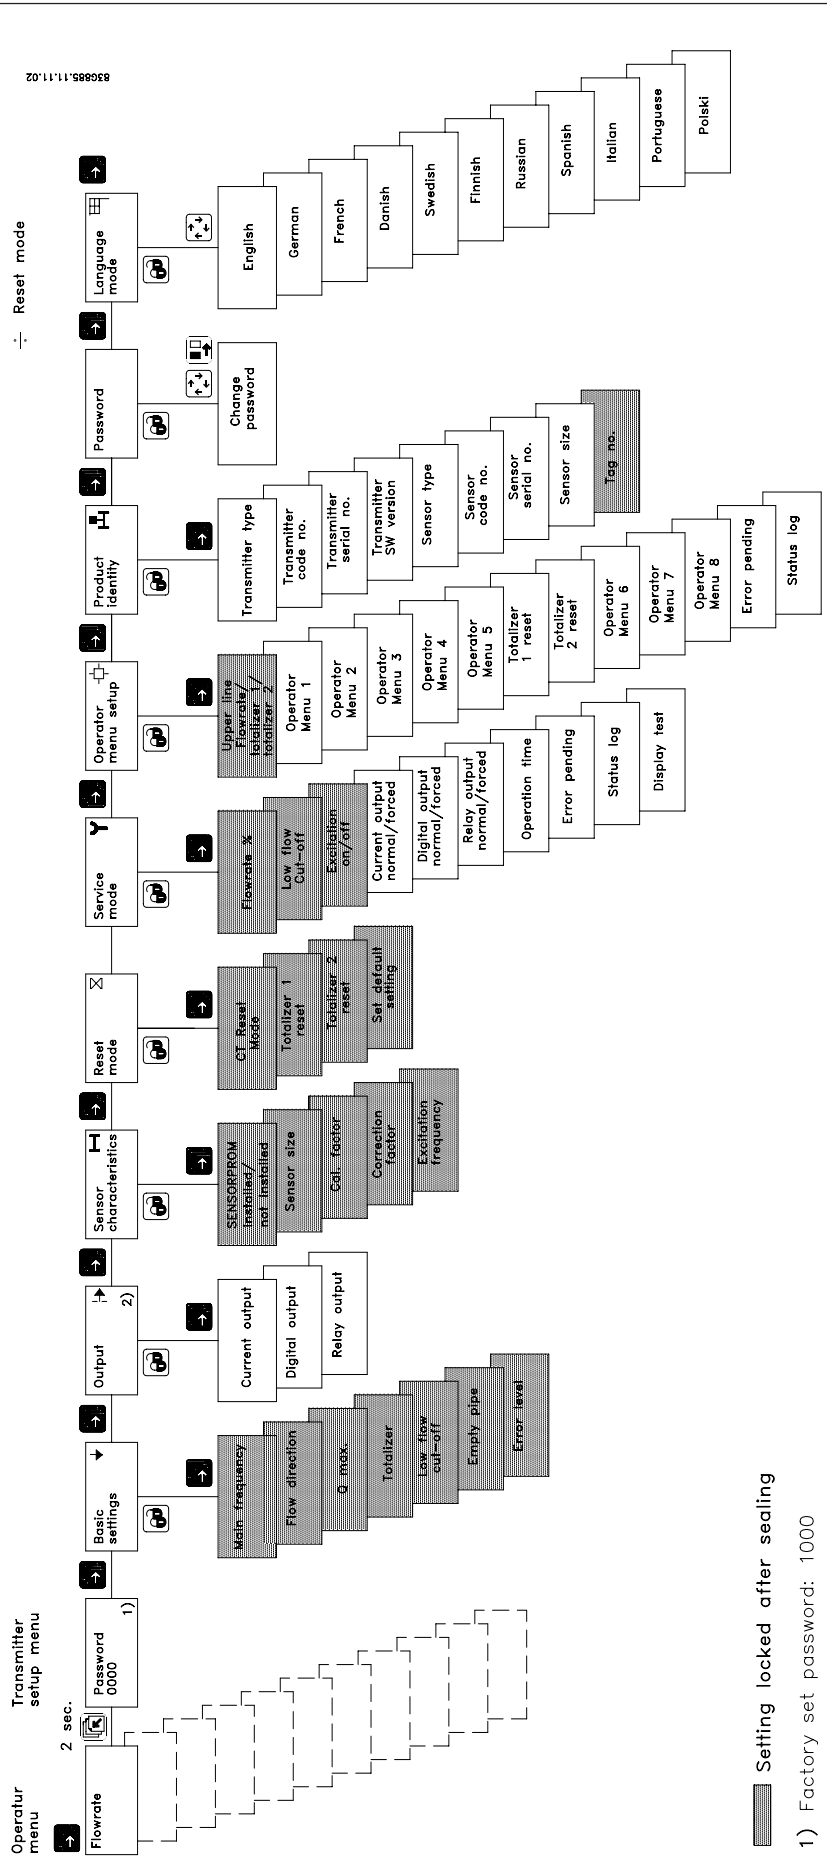 83G885.11.11.02
÷ Reset mode
Operatur
menu
Transmitter
setup menu
2 sec.
Flowrate
Password
0000
1)
Basic
settings
Main frequency
Flow direction
Q max.
Totalizer
Low flow
cut-off
Empty pipe
Error level
Output
2)
Current output
Digital output
Relay output
Sensor
characteristics
SENSORPROM
installed/
not installed
Sensor size
Cal. factor
Correction
factor
Excitation
frequency
Reset
mode
CT Reset
Mode
Totalizer 1
reset
Totalizer 2
reset
Set default
setting
Service
mode
Flowrate %
Low flow
Cut-off
Excitation
on/off
Current output
normal/forced
Digital output
normal/forced
Relay output
normal/forced
Operation time
Error pending
Status log
Display test
Operator
menu setup
Upper line
Flowrate/
totalizer 1/
totalizer 2
Operator
Menu 1
Operator
Menu 2
Operator
Menu 3
Operator
Menu 4
Operator
Menu 5
Totalizer
1 reset
Totalizer
2 reset
Operator
Menu 6
Operator
Menu 7
Operator
Menu 8
Error pending
Status log
Product
identity
Transmitter type
Transmitter
code no.
Transmitter
serial no.
Transmitter
SW version
Sensor type
Sensor
code no.
Sensor
serial no.
Sensor size
Tag no.
Password
Change
password
Language
mode
English
German
French
Danish
Swedish
Finnish
Russian
Spanish
Italian
Portuguese
Polski
Setting locked after sealing
1) Factory set password: 1000